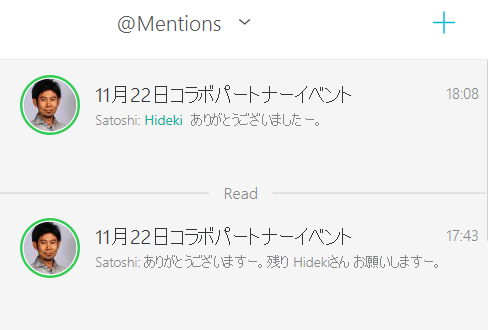 @Mentions
11月22日コラボパートナーイベント 18:08
Satoshi: Hideki ありがとうございましたー。
Read
11月22日コラボパートナーイベント 17:43
Satoshi: ありがとうございますー。残り Hidekiさん お願いしますー。